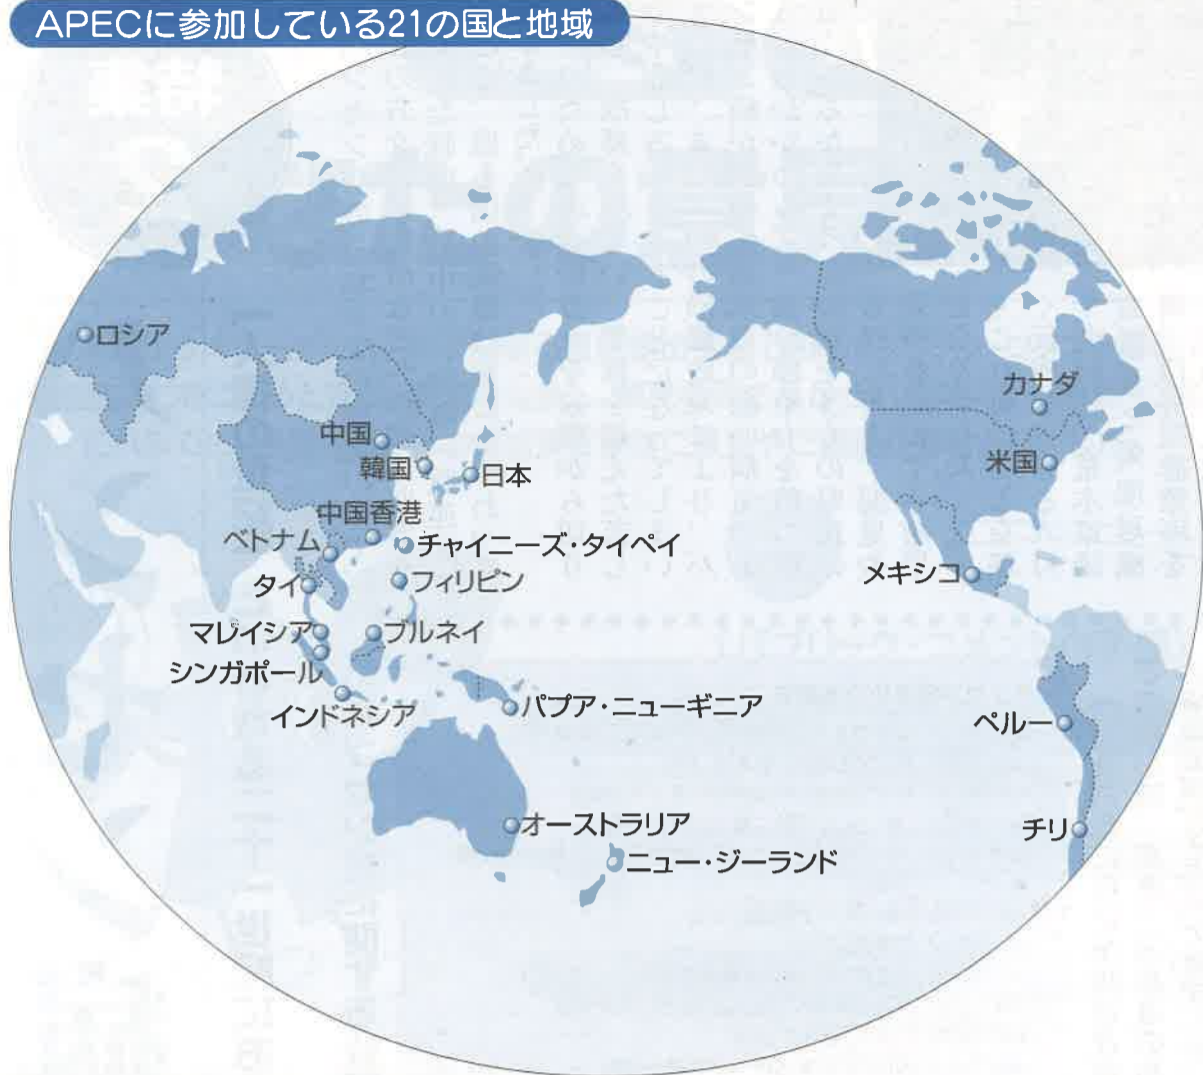 APECに参加している21の国と地域
ロシア
カナダ
中国
米国
韓国
日本
中国香港
ベトナム
チャイニーズ・タイペイ
タイ
フィリピン
メキシコ
マレイシア
ブルネイ
シンガポール
インドネシア
パプア・ニューギニア
ペルー
オーストラリア
チリ
ニュー・ジーランド